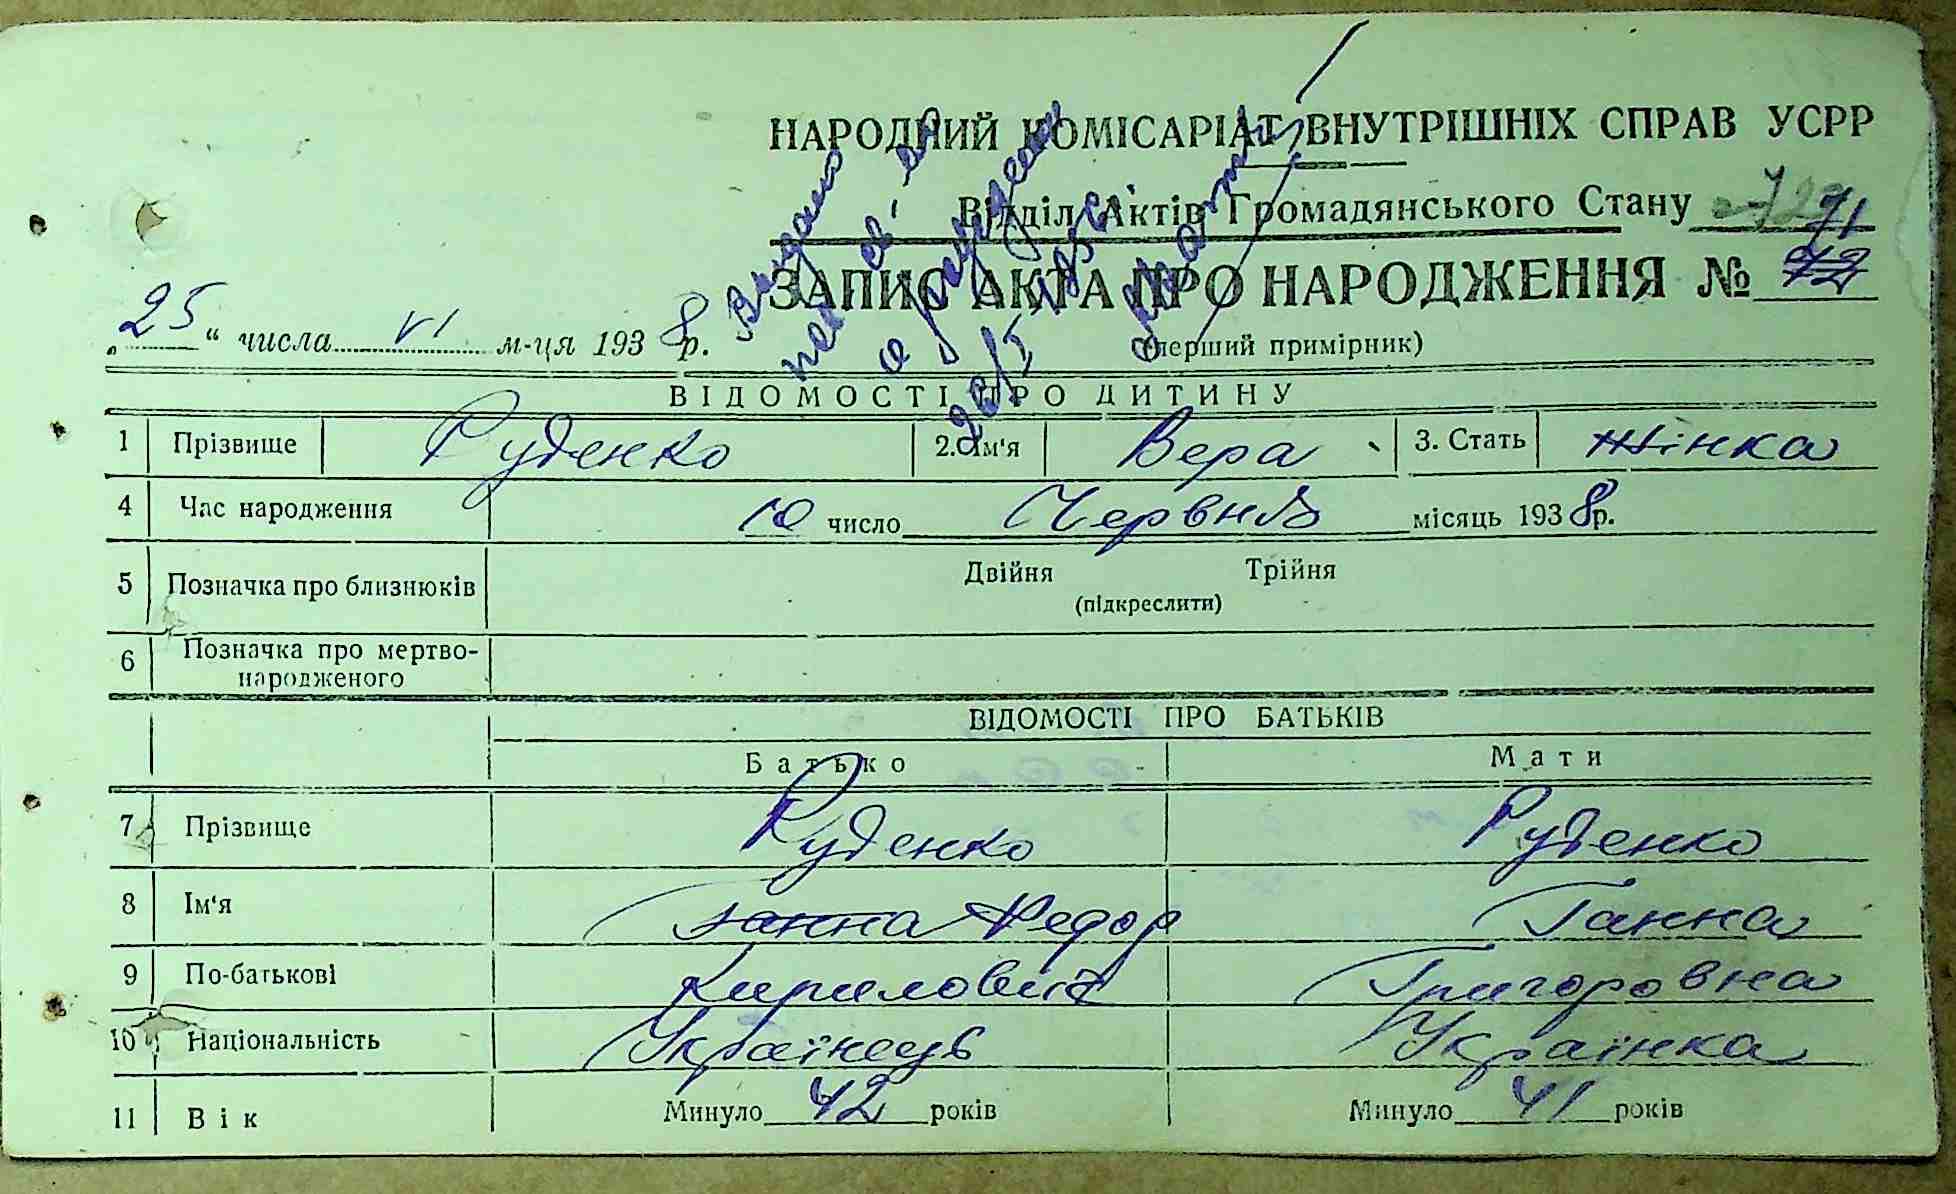 НАРОДНИЙ КОМІСАРІАТ ВНУТРІШНІХ СПРАВ УСРР
Відділ Актів Громадянського Стану 71
ЗАПИС АКТА ПРО НАРОДЖЕННЯ № 72
„25“ числа VI м-ця 1938 р.
(перший примірник)
Видано
ВІДОМОСТІ ПРО ДИТИНУ
1 Прізвище Руденко 2. Ім'я Вера 3. Стать жінка
4 Час народження 10 число Червня місяць 1938 р.
5 Позначка про близнюків Двійня Трійня
(підкреслити)
6 Позначка про мертво-
народженого
ВІДОМОСТІ ПРО БАТЬКІВ
Батько Мати
7 Прізвище Руденко Руденко
8 Ім'я Ганна Федор Ганна
9 По-батькові Кирилович Григоровна
10 Національність Українець Українка
11 Вік Минуло 42 років Минуло 41 років